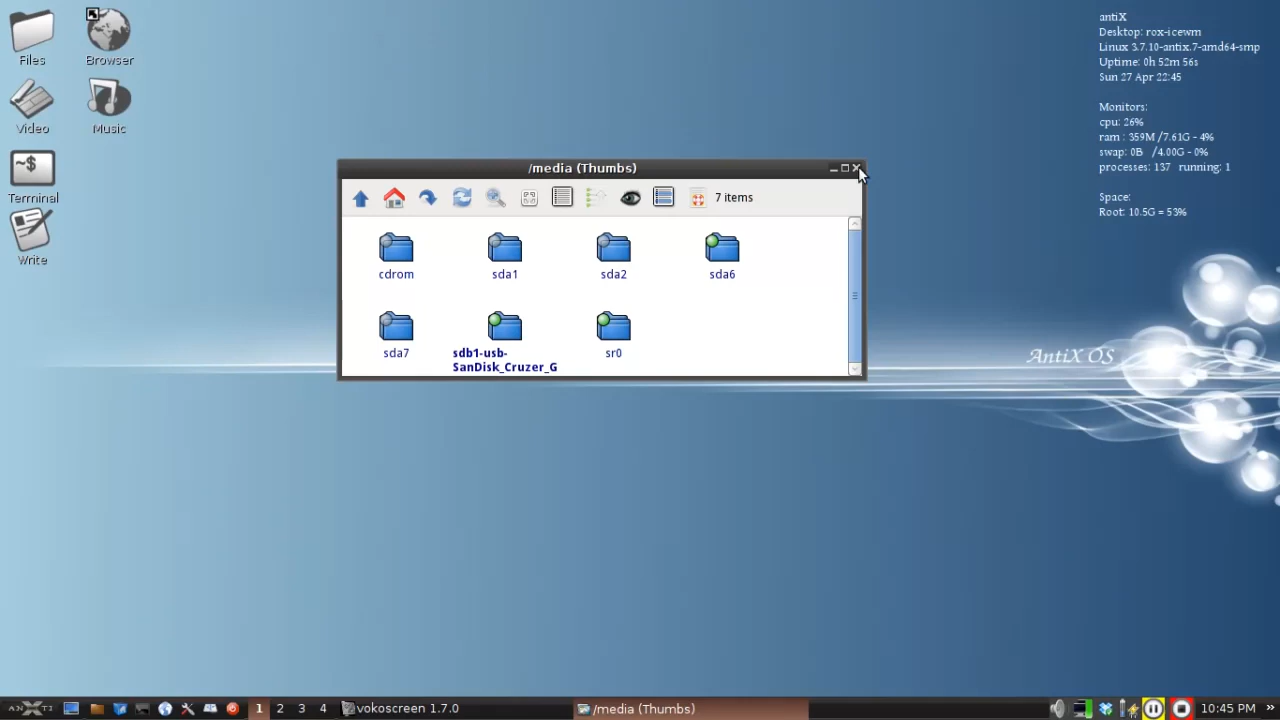 Files
Browser
Video
Music
~$
Terminal
Write
antiX
Desktop: rox-icewm
Linux 3.7.10-antix.7-amd64-smp
Uptime: 0h 52m 56s
Sun 27 Apr 22:45
Monitors:
cpu: 26%
ram : 359M /7.61G - 4%
swap: 0B /4.00G - 0%
processes: 137 running: 1
Space:
Root: 10.5G = 53%
/media (Thumbs)
7 items
cdrom
sda1
sda2
sda6
sda7
sdb1-usb-
SanDisk_Cruzer_G
sr0
AntiX OS
ANTI
1 2 3 4
vokoscreen 1.7.0
/media (Thumbs)
10:45 PM